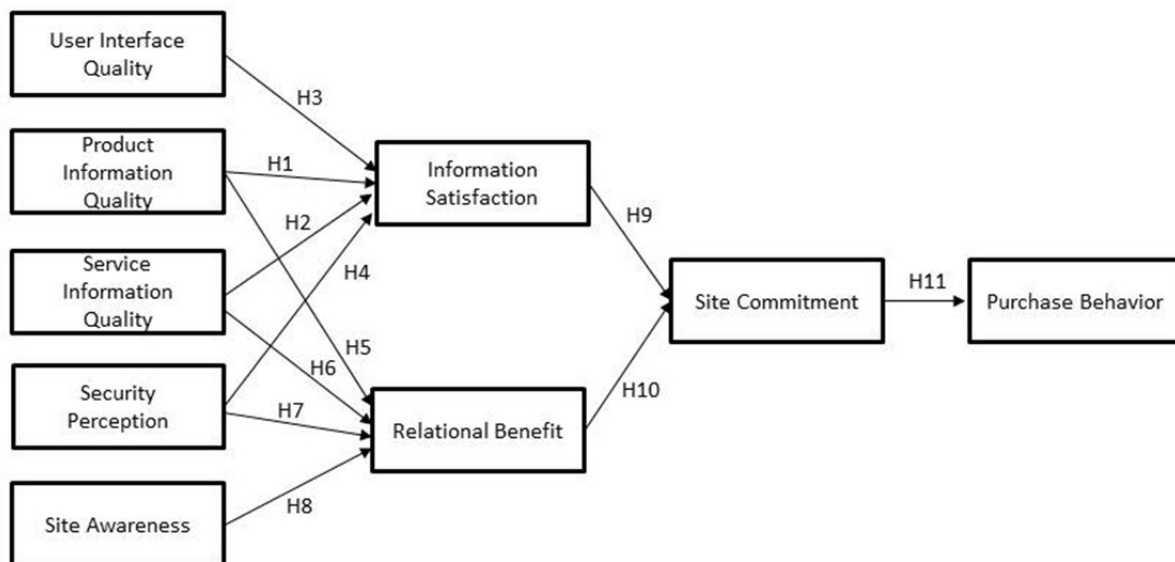 User Interface
Quality
H3
Product
Information
Quality
H1
Information
Satisfaction
H2
H9
Service
Information
Quality
H4
Site Commitment
H11
Purchase Behavior
H5
H6
Security
Perception
H7
Relational Benefit
H10
H8
Site Awareness